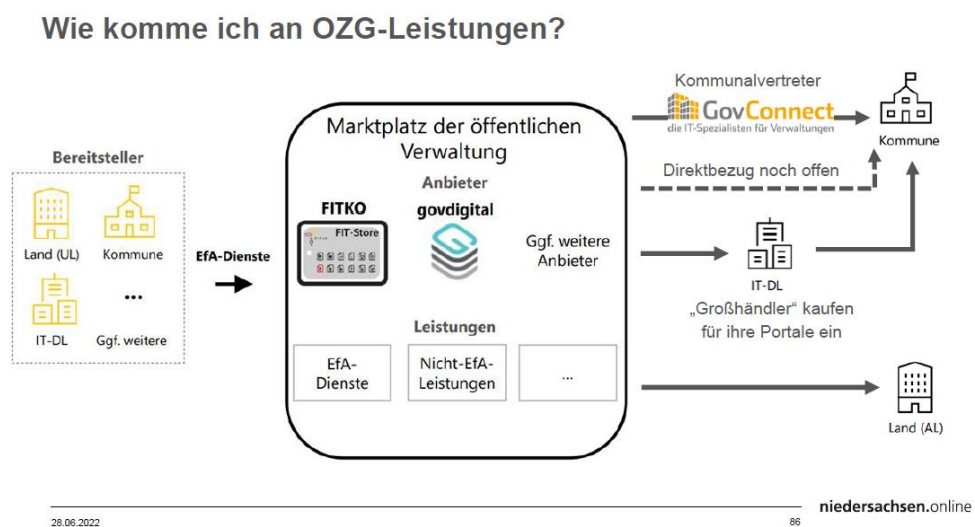 Wie komme ich an OZG-Leistungen?
Bereitsteller
Land (UL)
Kommune
IT-DL
...
Ggf. weitere
EfA-Dienste
Marktplatz der öffentlichen
Verwaltung
Anbieter
FITKO
FIT-Store
govdigital
Ggf. weitere
Anbieter
Leistungen
EfA-
Dienste
Nicht-EfA-
Leistungen
...
Kommunalvertreter
GovConnect
die IT-Spezialisten für Verwaltungen
Kommune
Direktbezug noch offen
IT-DL
„Großhändler“ kaufen
für ihre Portale ein
Land (AL)
28.06.2022
86
niedersachsen.online